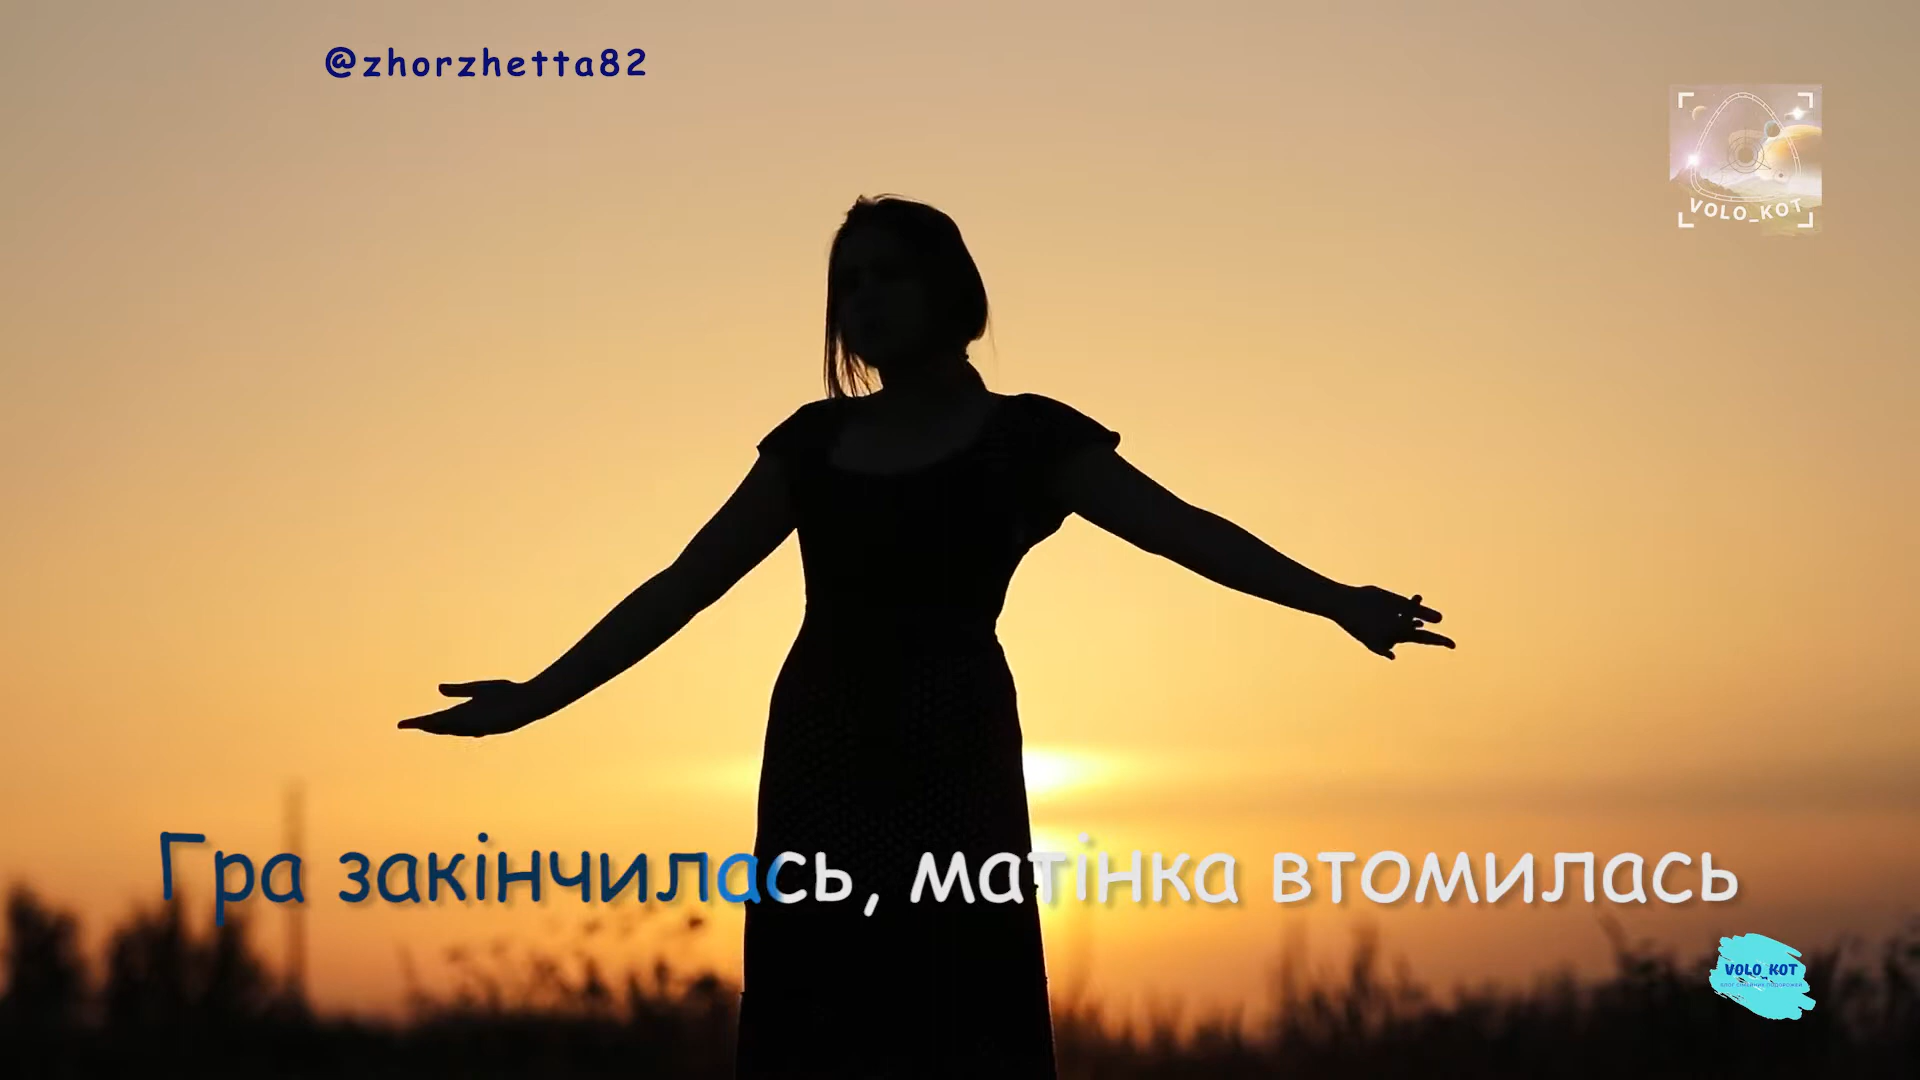 @zhorzhetta82
VOLO_KOT
Гра закінчилась, матінка втомилась
VOLO_KOT